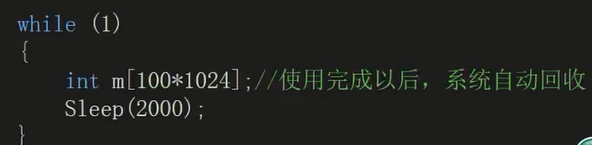 while (1)
{
int m[100*1024];//使用完成以后，系统自动回收
Sleep(2000);
}